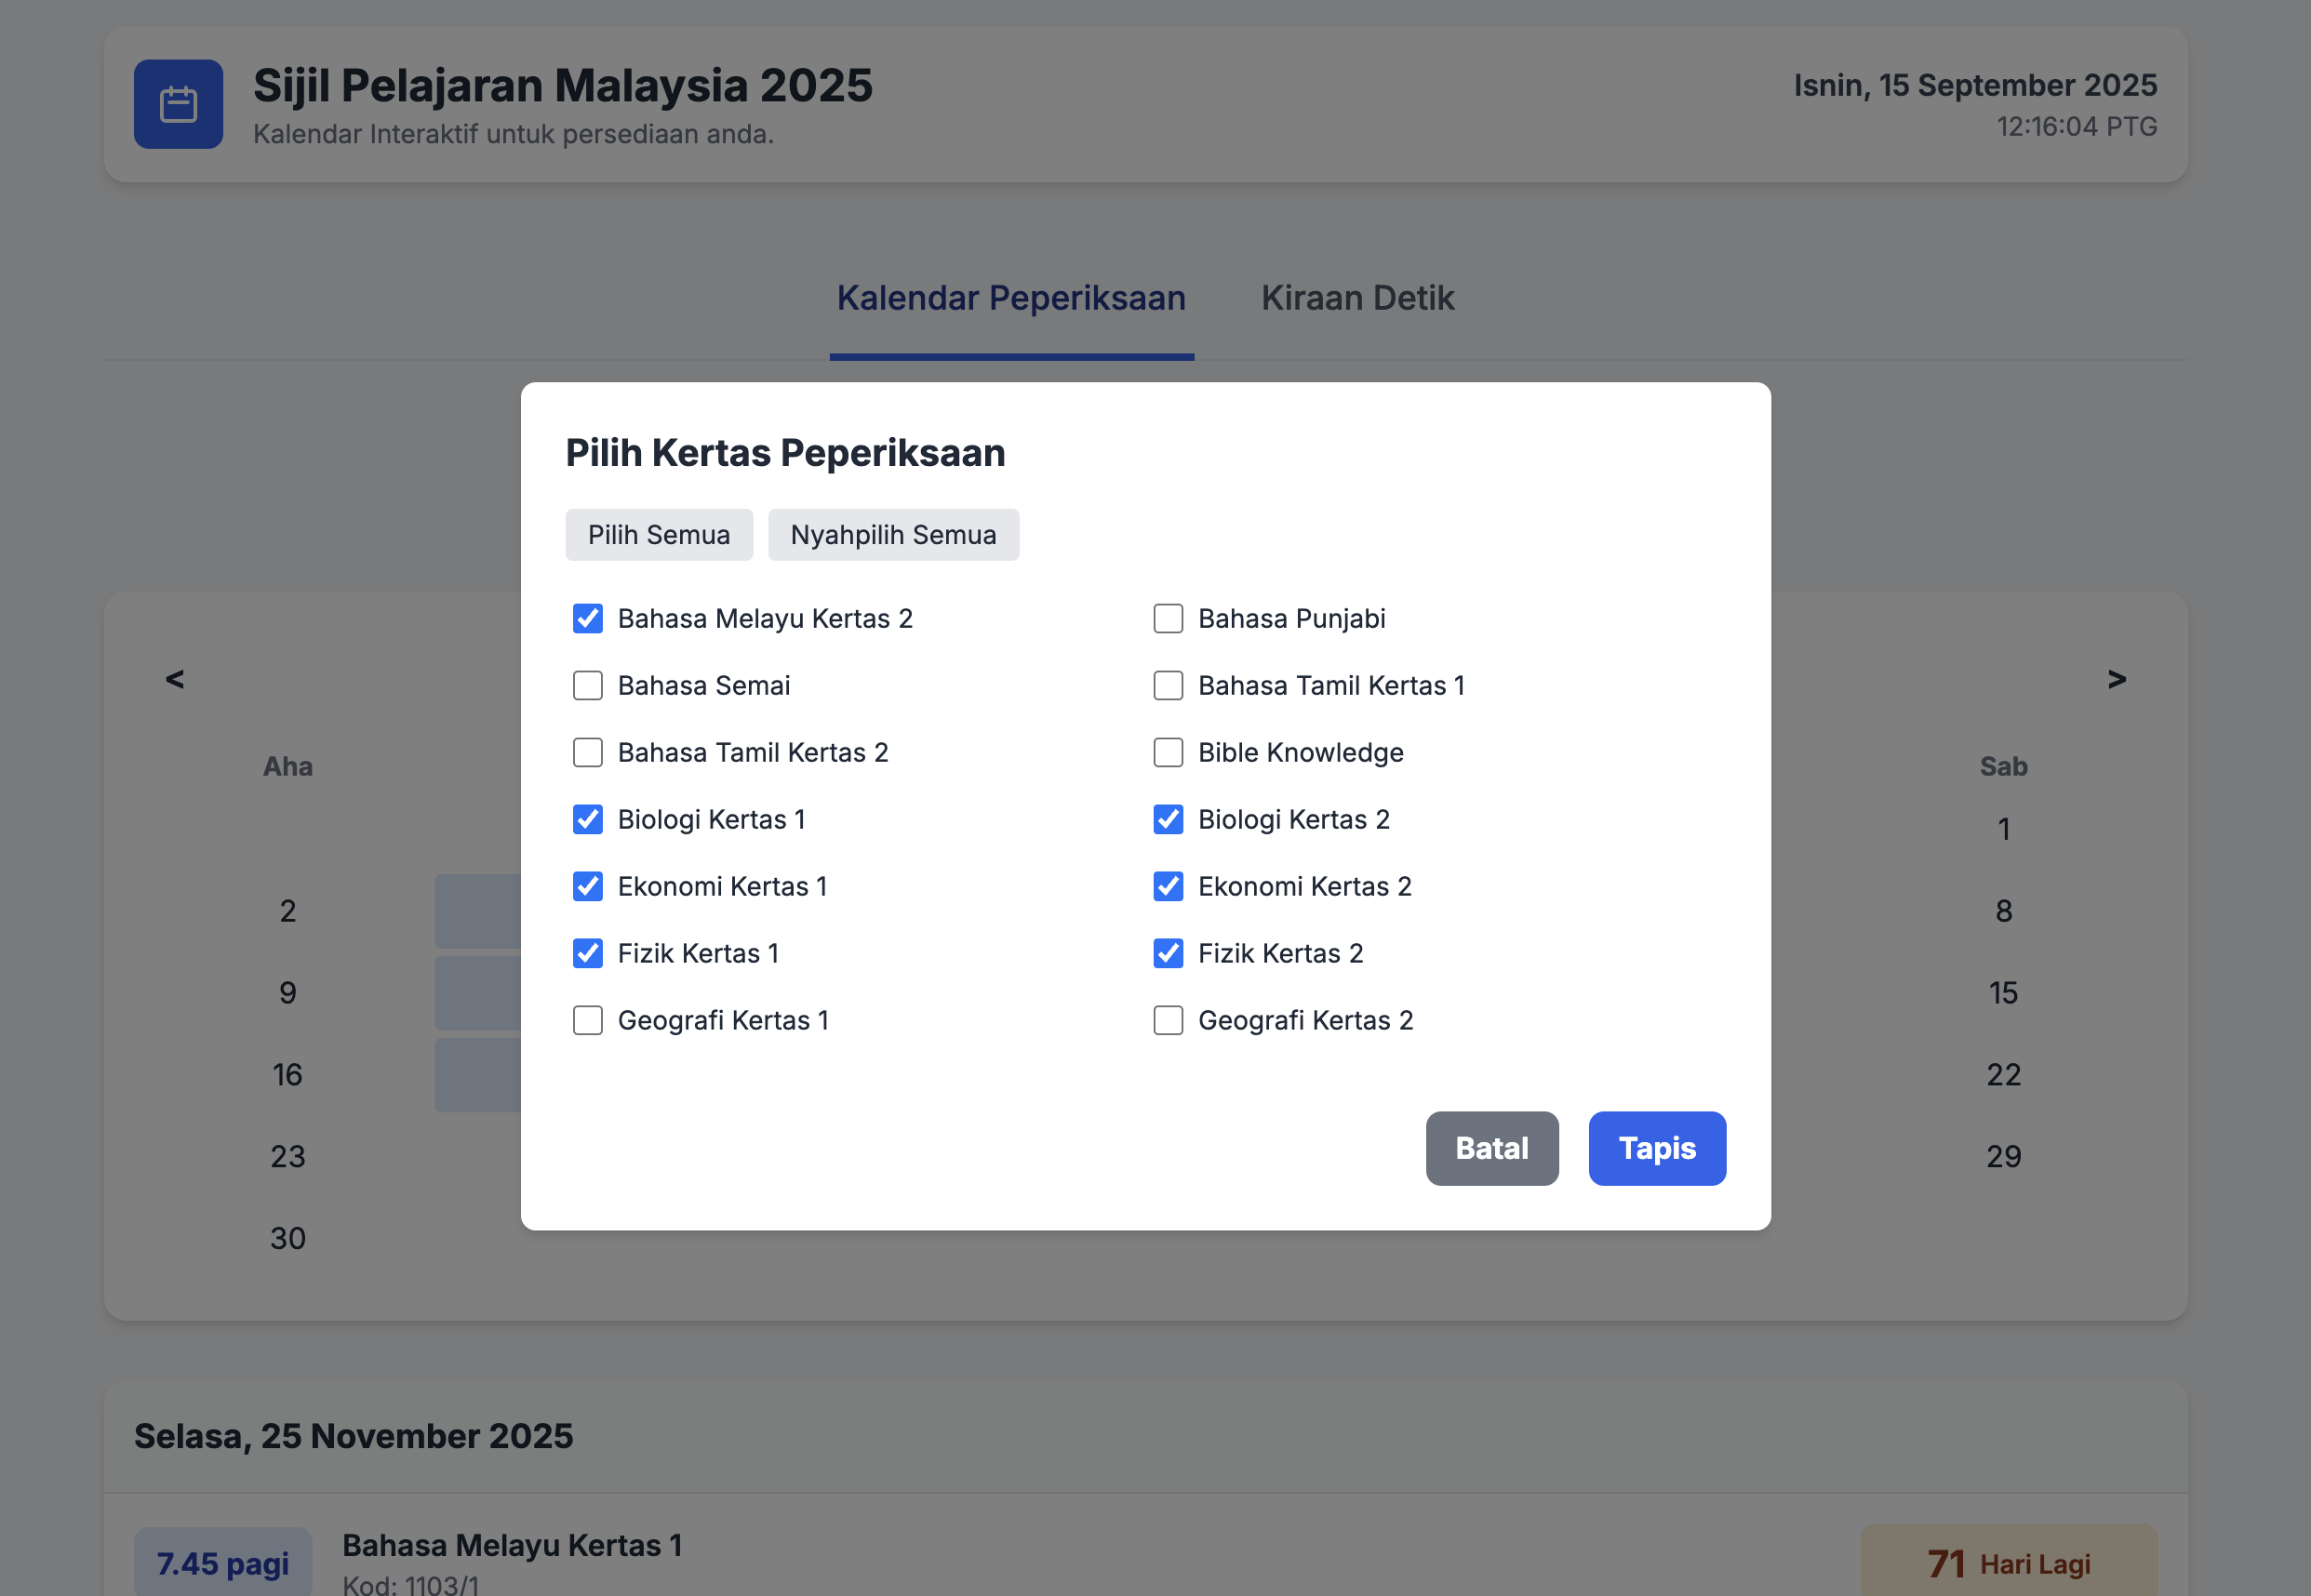 Sijil Pelajaran Malaysia 2025
Kalendar Interaktif untuk persediaan anda.
Isnin, 15 September 2025
12:16:04 PTG
Kalendar Peperiksaan
Kiraan Detik
Pilih Kertas Peperiksaan
Pilih Semua
Nyahpilih Semua
Bahasa Melayu Kertas 2
Bahasa Punjabi
Bahasa Semai
Bahasa Tamil Kertas 1
Bahasa Tamil Kertas 2
Bible Knowledge
Biologi Kertas 1
Biologi Kertas 2
Ekonomi Kertas 1
Ekonomi Kertas 2
Fizik Kertas 1
Fizik Kertas 2
Geografi Kertas 1
Geografi Kertas 2
Batal
Tapis
<
>
Aha
Sab
1
2
8
9
15
16
22
23
29
30
Selasa, 25 November 2025
7.45 pagi
Bahasa Melayu Kertas 1
Kod: 1103/1
71 Hari Lagi